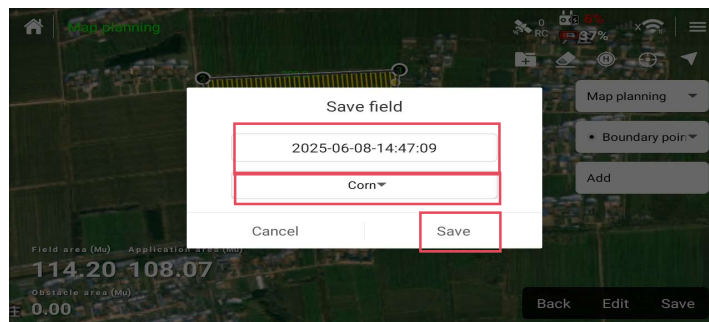 Map planning
0
0%
RC
37%
Save field
Map planning
2025-06-08-14:47:09
Boundary poin
Corn
Add
Cancel
Save
Field area (Mu) Application area (Mu)
114.20 108.07
Obstacle area (Mu)
0.00
Back Edit Save